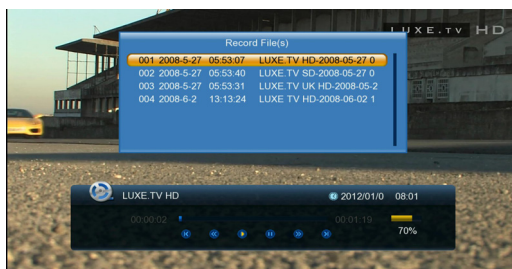 LUXE.TV HD
Record File(s)
001 2008-5-27 05:53:07 LUXE.TV HD-2008-05-27 0
002 2008-5-27 05:53:40 LUXE.TV SD-2008-05-27 0
003 2008-5-27 05:53:31 LUXE TV UK HD-2008-05-2
004 2008-6-2 13:13:24 LUXE TV HD-2008-06-02 1
LUXE.TV HD 2012/01/0 08:01
00:00:02 00:01:19
70%